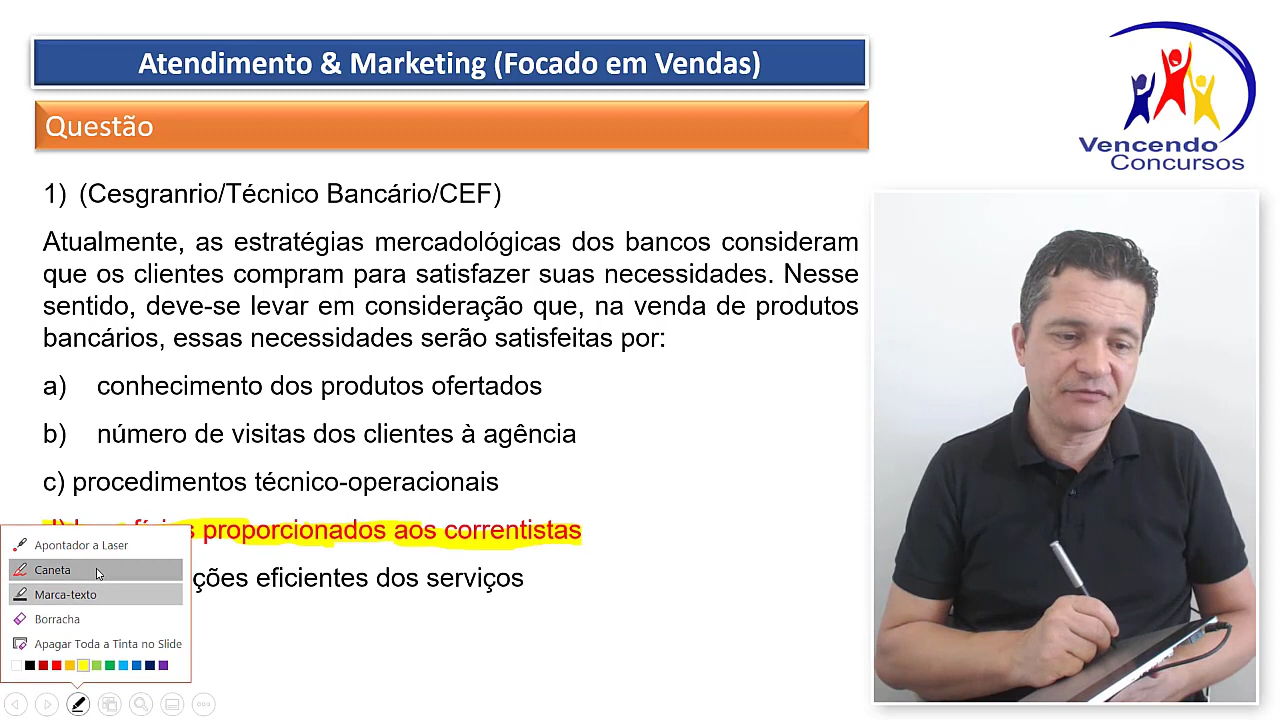 Atendimento & Marketing (Focado em Vendas)
Questão
Vencendo
Concursos
1) (Cesgranrio/Técnico Bancário/CEF)
Atualmente, as estratégias mercadológicas dos bancos consideram
que os clientes compram para satisfazer suas necessidades. Nesse
sentido, deve-se levar em consideração que, na venda de produtos
bancários, essas necessidades serão satisfeitas por:
a) conhecimento dos produtos ofertados
b) número de visitas dos clientes à agência
c) procedimentos técnico-operacionais
proporcionados aos correntistas
ções eficientes dos serviços
Apontador a Laser
Caneta
Marca-texto
Borracha
Apagar Toda a Tinta no Slide